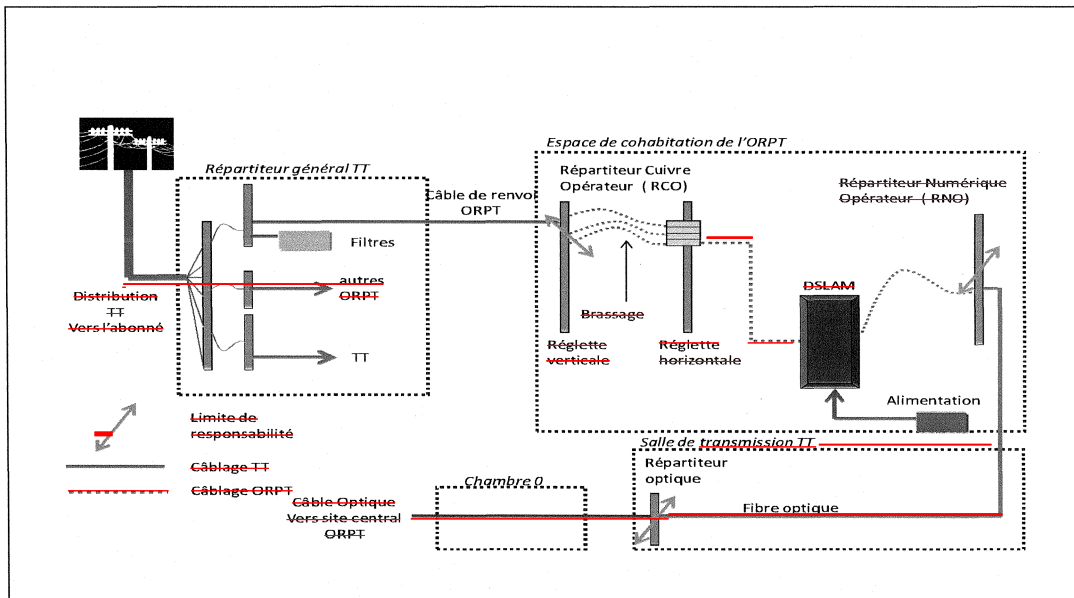 Espace de cohabitation de l'ORPT
Répartiteur général TT
Répartiteur Cuivre
Opérateur ( RCO)
Répartiteur Numérique
Opérateur ( RNO)
Câble de renvoi
ORPT
Filtres
autres
ORPT
Distribution
TT
Vers l'abonné
DSLAM
Brassage
Réglette
verticale
Réglette
horizontale
TT
Alimentation
Limite de
responsabilité
Salle de transmission TT
Câblage TT
Répartiteur
optique
Chambre 0
Câblage ORPT
Câble Optique
Vers site central
ORPT
Fibre optique